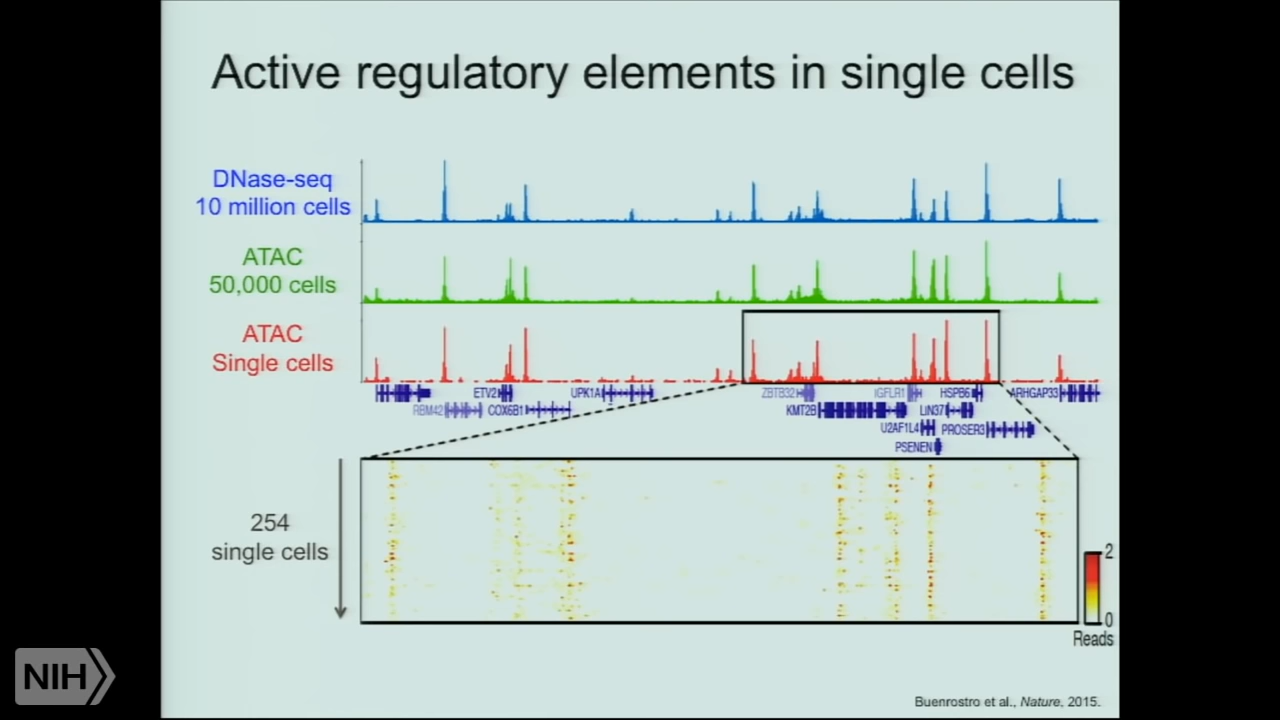 Active regulatory elements in single cells
DNase-seq
10 million cells
ATAC
50,000 cells
ATAC
Single cells
ETV2
UPK1A
ZBTB32
IGFLR1
HSPB6
ARHGAP33
RBM42
COX6B1
KMT2B
LIN37
U2AF1L4
PROSER3
PSENEN
254
single cells
2
0
Reads
NIH
Buenrostro et al., Nature, 2015.